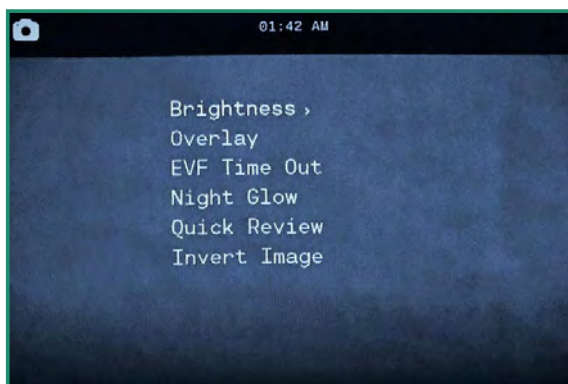 01:42 AM
Brightness ›
Overlay
EVF Time Out
Night Glow
Quick Review
Invert Image